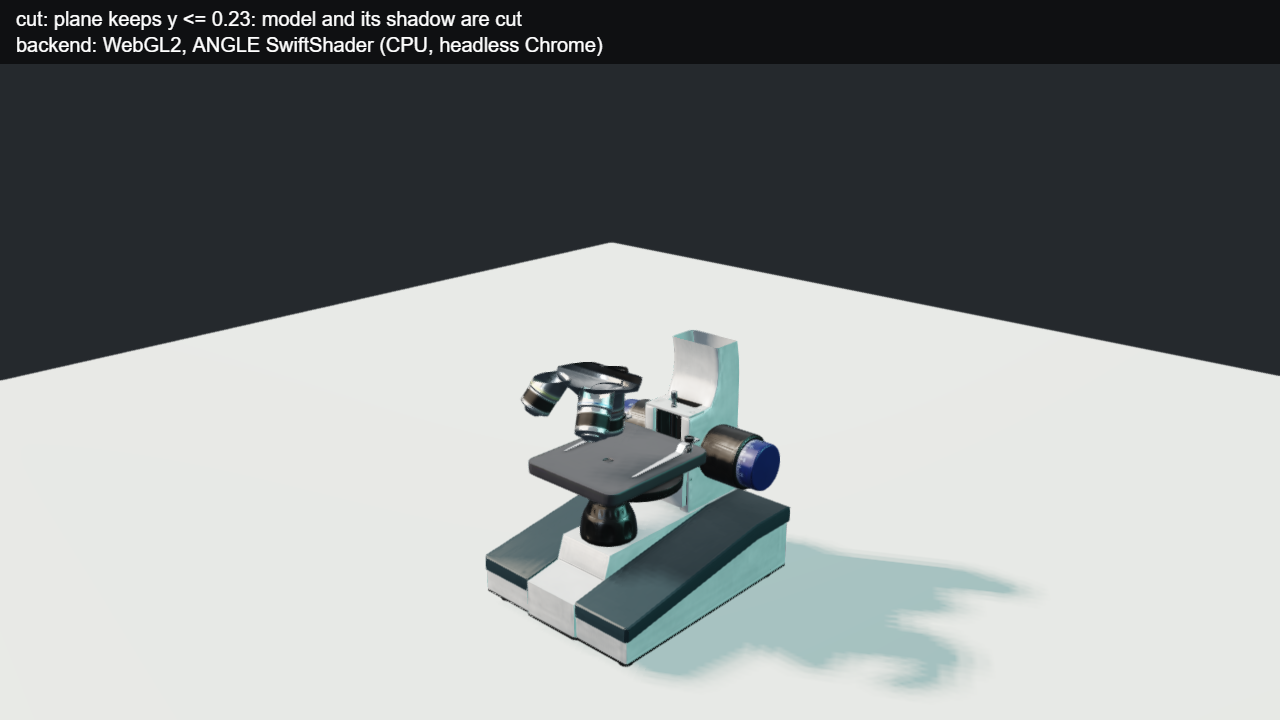 cut: plane keeps y <= 0.23: model and its shadow are cut
backend: WebGL2, ANGLE SwiftShader (CPU, headless Chrome)